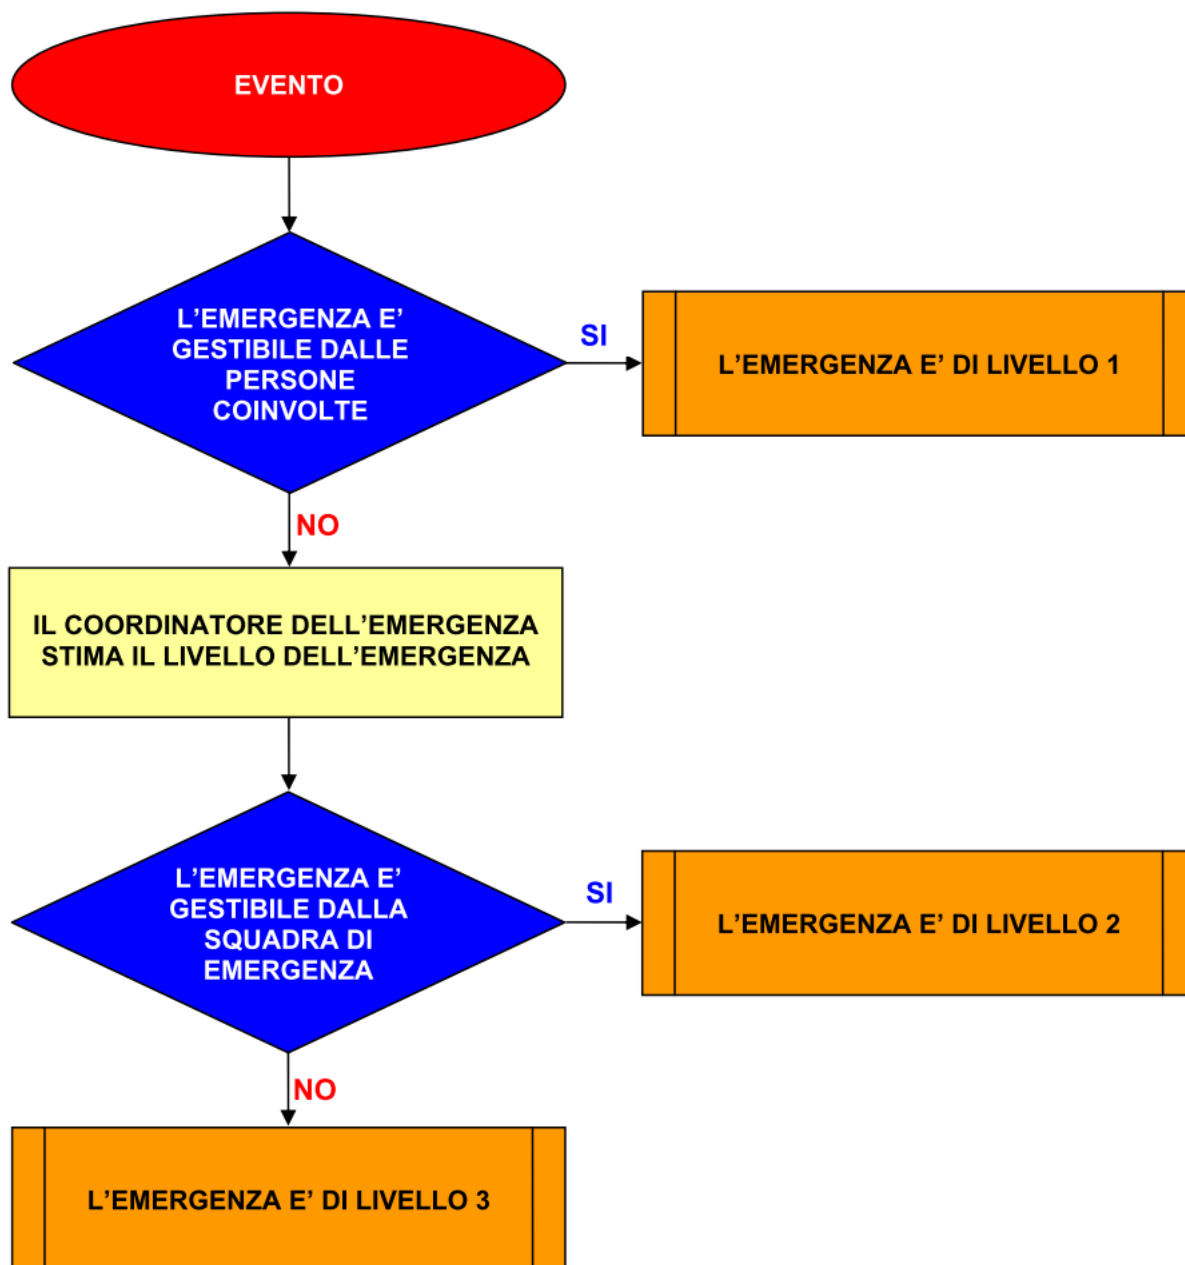 EVENTO
L’EMERGENZA E’
GESTIBILE DALLE
PERSONE
COINVOLTE
SI
L’EMERGENZA E’ DI LIVELLO 1
NO
IL COORDINATORE DELL’EMERGENZA
STIMA IL LIVELLO DELL’EMERGENZA
L’EMERGENZA E’
GESTIBILE DALLA
SQUADRA DI
EMERGENZA
SI
L’EMERGENZA E’ DI LIVELLO 2
NO
L’EMERGENZA E’ DI LIVELLO 3